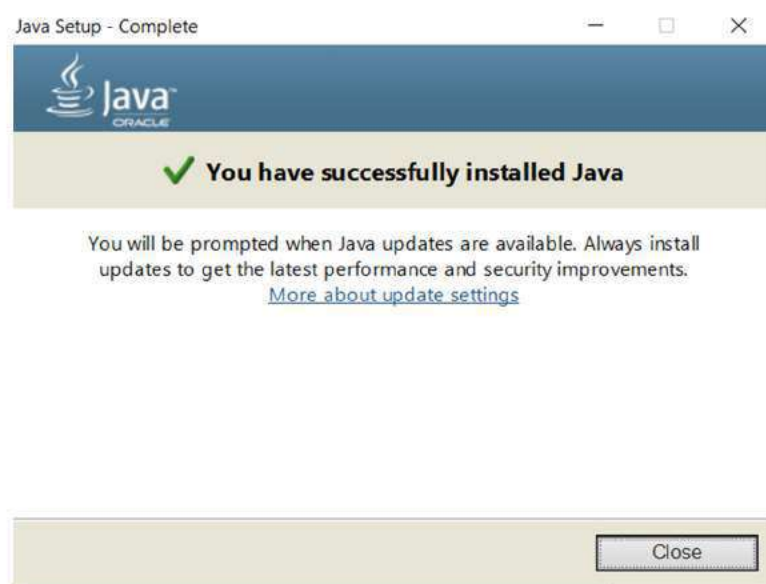 Java Setup - Complete
Java™
ORACLE
You have successfully installed Java
You will be prompted when Java updates are available. Always install
updates to get the latest performance and security improvements.
More about update settings
Close